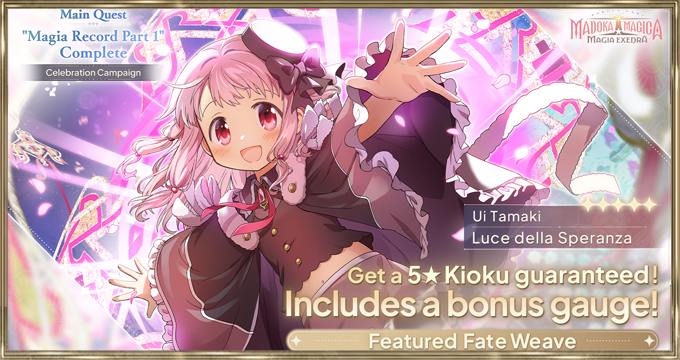 Main Quest
"Magia Record Part 1"
Complete
Celebration Campaign
MADOKA MAGICA
MAGIA EXEDRA
Ui Tamaki
Luce della Speranza
Get a 5★ Kioku guaranteed!
Includes a bonus gauge!
Featured Fate Weave